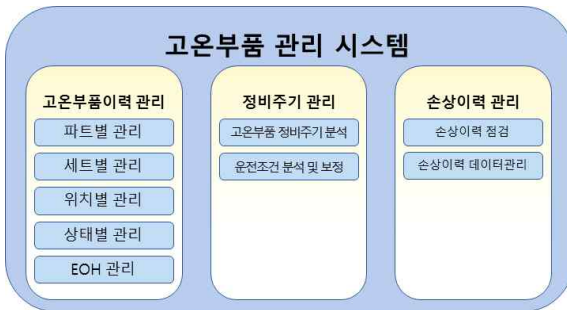 고온부품 관리 시스템
고온부품이력 관리
파트별 관리
세트별 관리
위치별 관리
상태별 관리
EOH 관리
정비주기 관리
고온부품 정비주기 분석
운전조건 분석 및 보정
손상이력 관리
손상이력 점검
손상이력 데이터관리